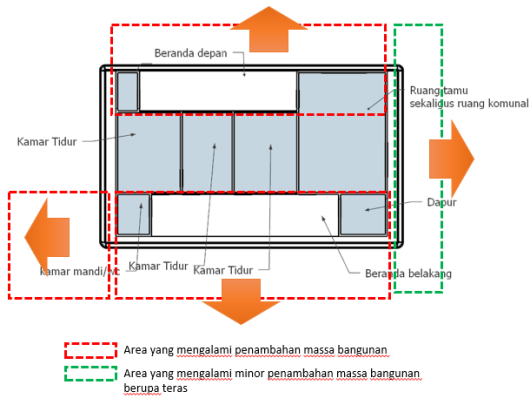 Beranda depan
Ruang tamu
sekaligus ruang komunal
Kamar Tidur
Dapur
kamar mandi/wc
Kamar Tidur
Kamar Tidur
Beranda belakang
Area yang mengalami penambahan massa bangunan
Area yang mengalami minor penambahan massa bangunan
berupa teras